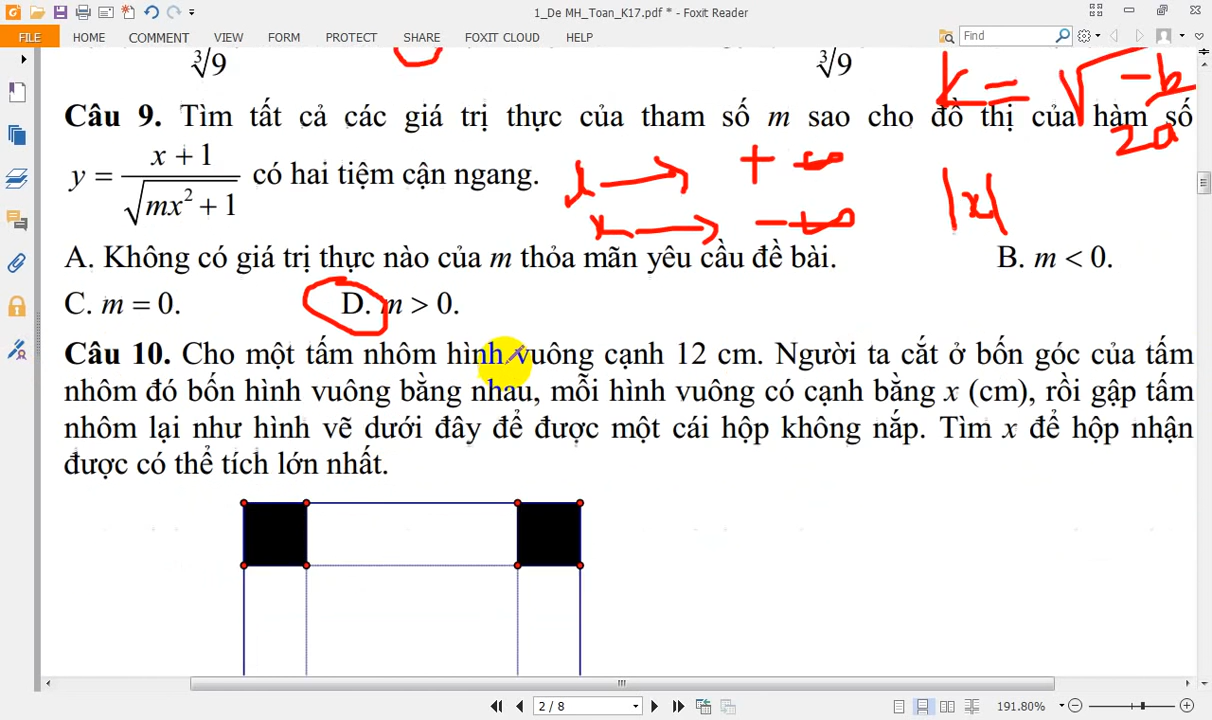 1_De MH_Toan_K17.pdf * - Foxit Reader
FILE HOME COMMENT VIEW FORM PROTECT SHARE FOXIT CLOUD HELP Find
∛9 ∛9
k = √(-b/2a)
Câu 9. Tìm tất cả các giá trị thực của tham số m sao cho đồ thị của hàm số
y = (x + 1)/√(mx² + 1) có hai tiệm cận ngang.
x → + ∞
x → - ∞
|x|
A. Không có giá trị thực nào của m thỏa mãn yêu cầu đề bài. B. m < 0.
C. m = 0. D. m > 0.
Câu 10. Cho một tấm nhôm hình vuông cạnh 12 cm. Người ta cắt ở bốn góc của tấm
nhôm đó bốn hình vuông bằng nhau, mỗi hình vuông có cạnh bằng x (cm), rồi gập tấm
nhôm lại như hình vẽ dưới đây để được một cái hộp không nắp. Tìm x để hộp nhận
được có thể tích lớn nhất.
2 / 8 191.80%